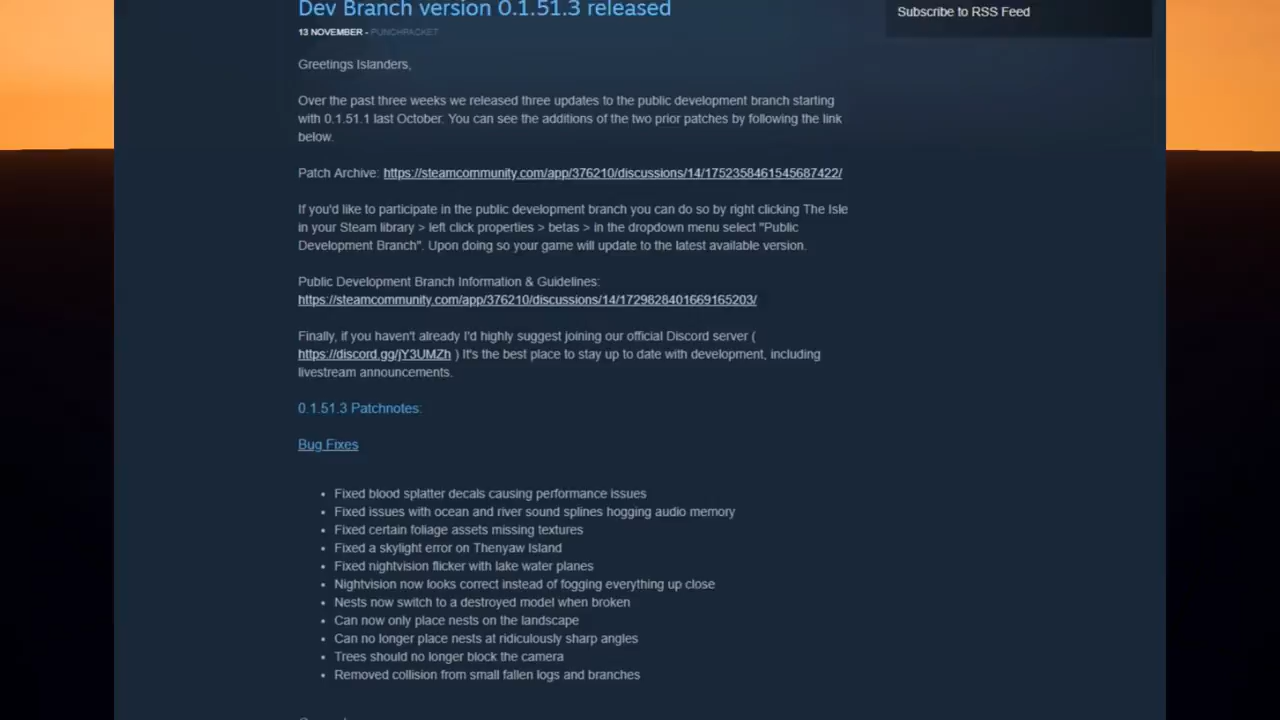 Dev Branch version 0.1.51.3 released
Subscribe to RSS Feed
13 NOVEMBER - PUNCHPACKET
Greetings Islanders,
Over the past three weeks we released three updates to the public development branch starting
with 0.1.51.1 last October. You can see the additions of the two prior patches by following the link
below.
Patch Archive: https://steamcommunity.com/app/376210/discussions/14/1752358461545687422/
If you'd like to participate in the public development branch you can do so by right clicking The Isle
in your Steam library > left click properties > betas > in the dropdown menu select "Public
Development Branch". Upon doing so your game will update to the latest available version.
Public Development Branch Information & Guidelines:
https://steamcommunity.com/app/376210/discussions/14/1729828401669165203/
Finally, if you haven't already I'd highly suggest joining our official Discord server (
https://discord.gg/jY3UMZh ) It's the best place to stay up to date with development, including
livestream announcements.
0.1.51.3 Patchnotes:
Bug Fixes
• Fixed blood splatter decals causing performance issues
• Fixed issues with ocean and river sound splines hogging audio memory
• Fixed certain foliage assets missing textures
• Fixed a skylight error on Thenyaw Island
• Fixed nightvision flicker with lake water planes
• Nightvision now looks correct instead of fogging everything up close
• Nests now switch to a destroyed model when broken
• Can now only place nests on the landscape
• Can no longer place nests at ridiculously sharp angles
• Trees should no longer block the camera
• Removed collision from small fallen logs and branches